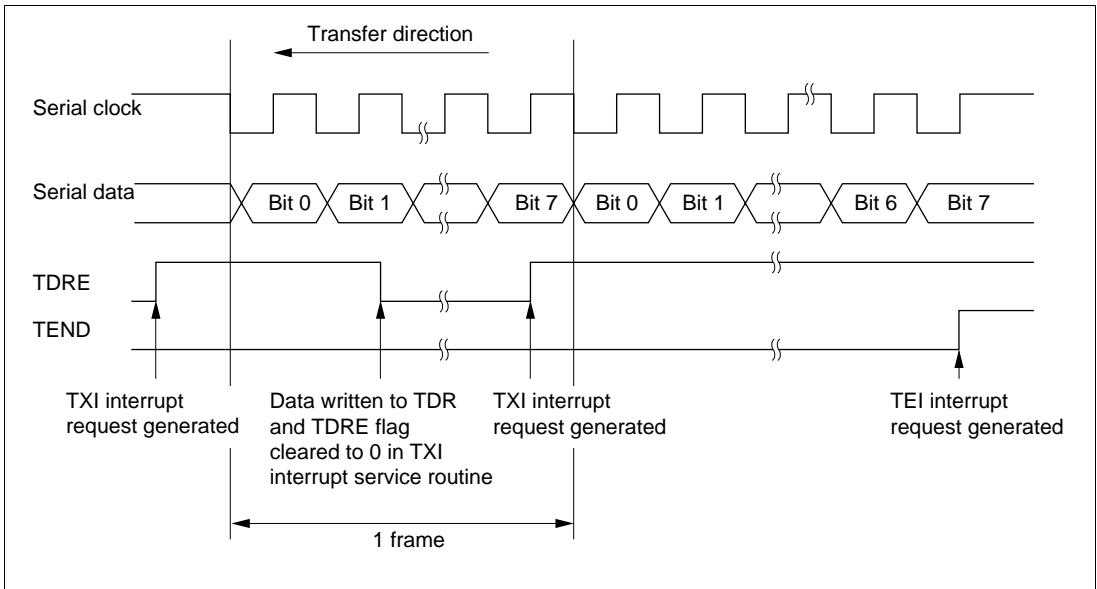 Transfer direction
Serial clock
Serial data
Bit 0
Bit 1
Bit 7
Bit 0
Bit 1
Bit 6
Bit 7
TDRE
TEND
TXI interrupt
request generated
Data written to TDR
and TDRE flag
cleared to 0 in TXI
interrupt service routine
TXI interrupt
request generated
TEI interrupt
request generated
1 frame